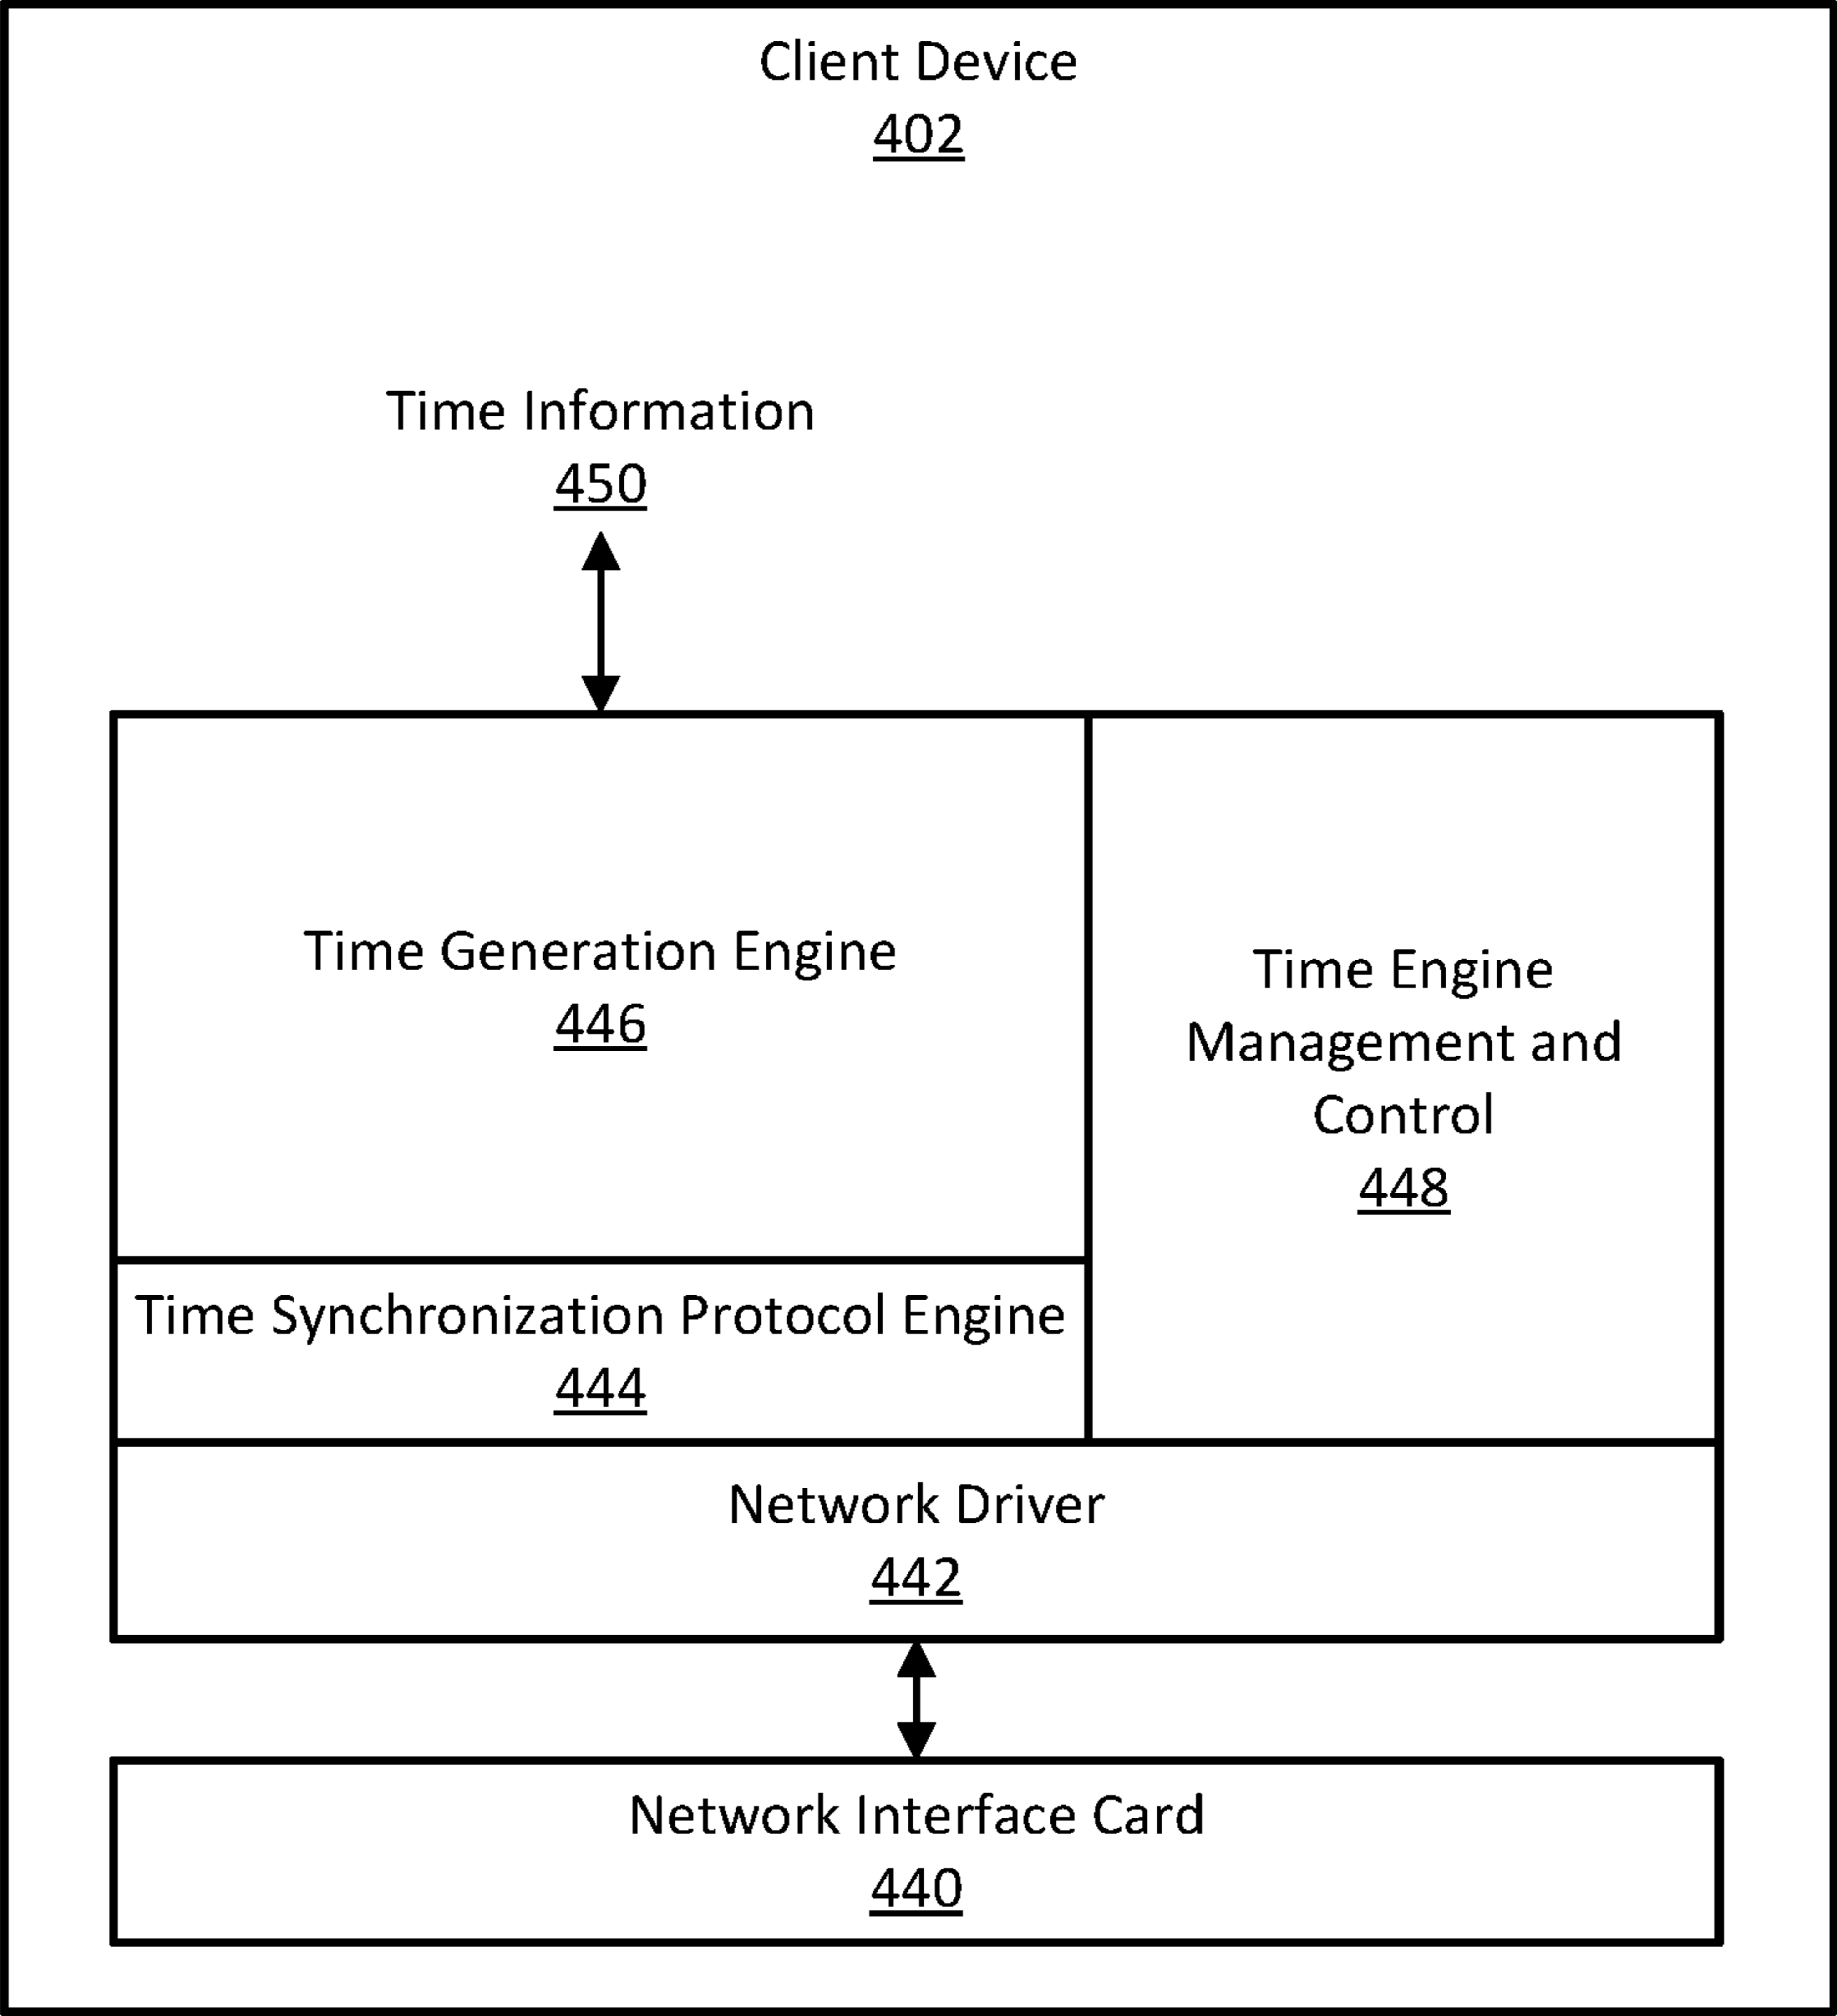 Client Device
402
Time Information
450
Time Generation Engine
446
Time Engine
Management and
Control
448
Time Synchronization Protocol Engine
444
Network Driver
442
Network Interface Card
440